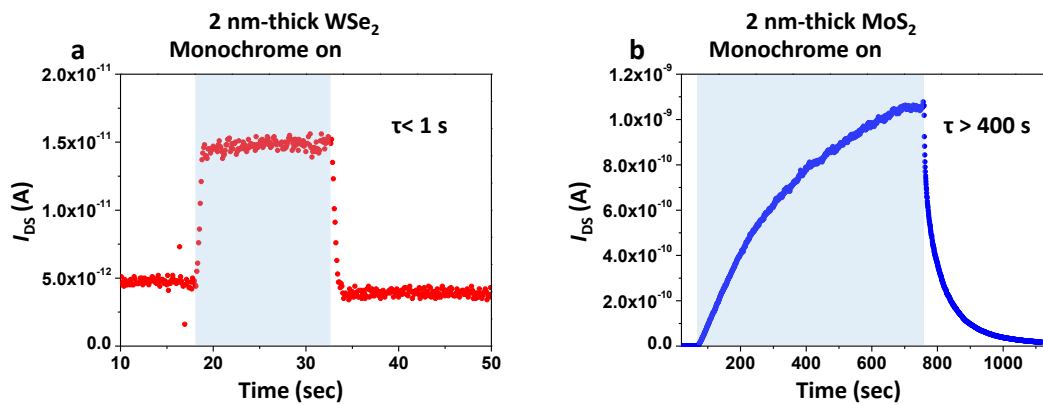 2 nm-thick WSe₂
a
Monochrome on
2.0x10⁻¹¹
1.5x10⁻¹¹
1.0x10⁻¹¹
5.0x10⁻¹²
0.0
I_DS (A)
τ< 1 s
10 20 30 40 50
Time (sec)
2 nm-thick MoS₂
b
Monochrome on
1.2x10⁻⁹
1.0x10⁻⁹
8.0x10⁻¹⁰
6.0x10⁻¹⁰
4.0x10⁻¹⁰
2.0x10⁻¹⁰
0.0
I_DS (A)
τ > 400 s
200 400 600 800 1000
Time (sec)